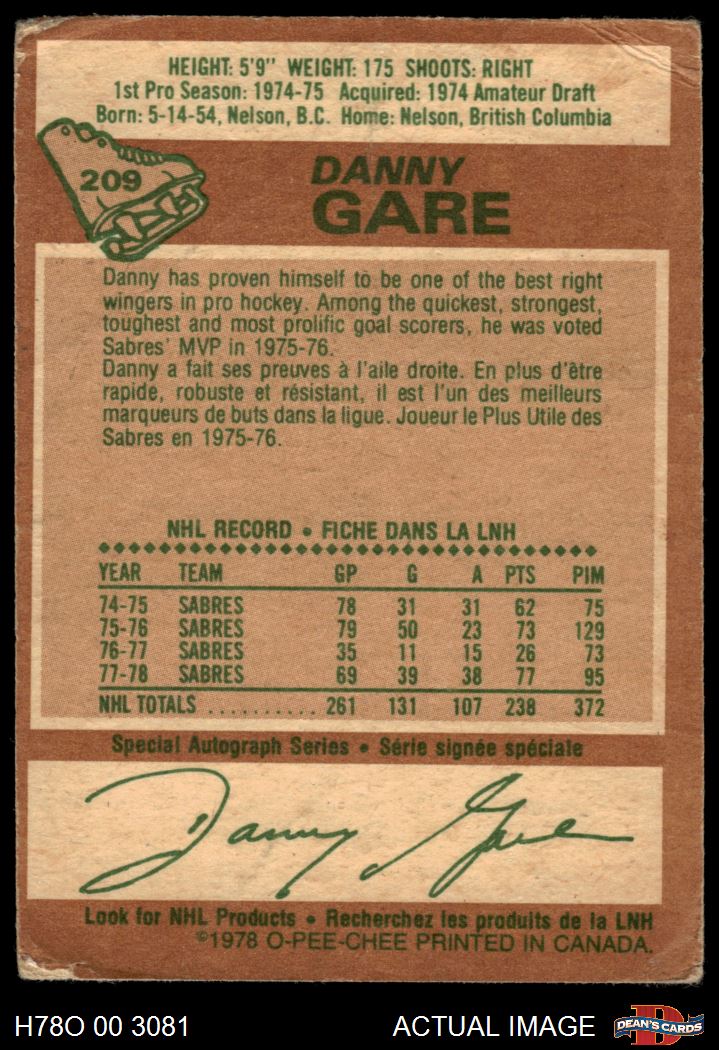 HEIGHT: 5'9" WEIGHT: 175 SHOOTS: RIGHT
1st Pro Season: 1974-75 Acquired: 1974 Amateur Draft
Born: 5-14-54, Nelson, B.C. Home: Nelson, British Columbia
209
DANNY
GARE
Danny has proven himself to be one of the best right
wingers in pro hockey. Among the quickest, strongest,
toughest and most prolific goal scorers, he was voted
Sabres' MVP in 1975-76.
Danny a fait ses preuves à l'aile droite. En plus d'être
rapide, robuste et résistant, il est l'un des meilleurs
marqueurs de buts dans la ligue. Joueur le Plus Utile des
Sabres en 1975-76.
NHL RECORD • FICHE DANS LA LNH
YEAR TEAM GP G A PTS PIM
74-75 SABRES 78 31 31 62 75
75-76 SABRES 79 50 23 73 129
76-77 SABRES 35 11 15 26 73
77-78 SABRES 69 39 38 77 95
NHL TOTALS .......... 261 131 107 238 372
Special Autograph Series • Série signée spéciale
Danny Gare
Look for NHL Products • Recherchez les produits de la LNH
©1978 O-PEE-CHEE PRINTED IN CANADA.
H78O 00 3081 ACTUAL IMAGE D DEAN'S CARDS